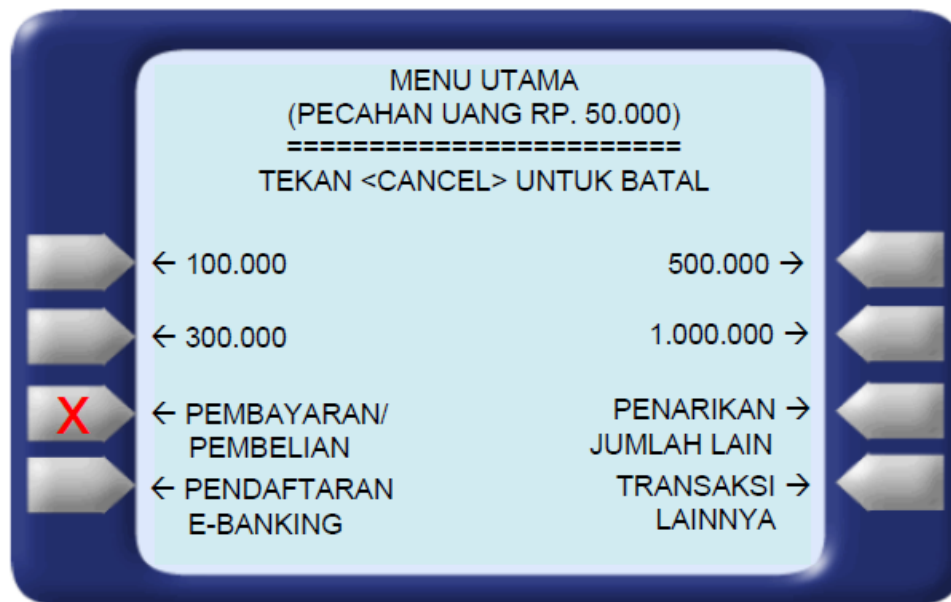 MENU UTAMA
(PECAHAN UANG RP. 50.000)
========================
TEKAN <CANCEL> UNTUK BATAL
← 100.000
500.000 →
← 300.000
1.000.000 →
X
← PEMBAYARAN/
PEMBELIAN
PENARIKAN →
JUMLAH LAIN
← PENDAFTARAN
E-BANKING
TRANSAKSI →
LAINNYA